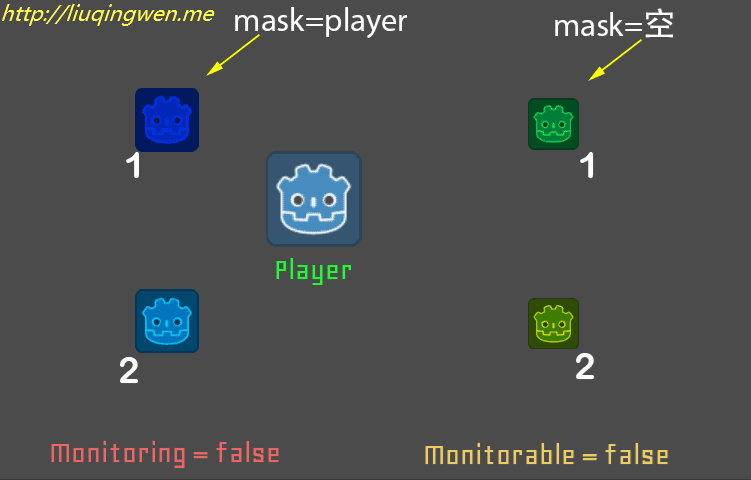 http://liuqingwen.me
mask=player
mask=空
1
1
Player
2
2
Monitoring = false
Monitorable = false